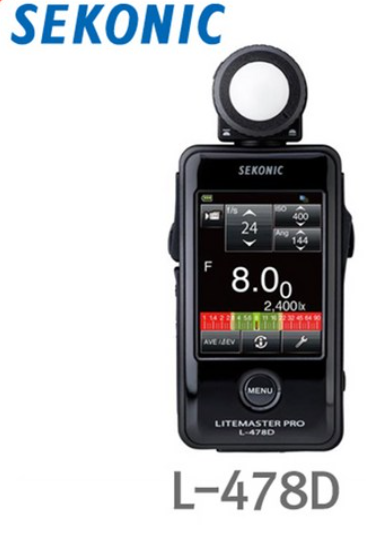 SEKONIC
SEKONIC
f/s
24
ISO
400
Ang
144
F
8.0₀
2,400lx
AVE/ΔEV
MENU
LITEMASTER PRO
L-478D
L-478D